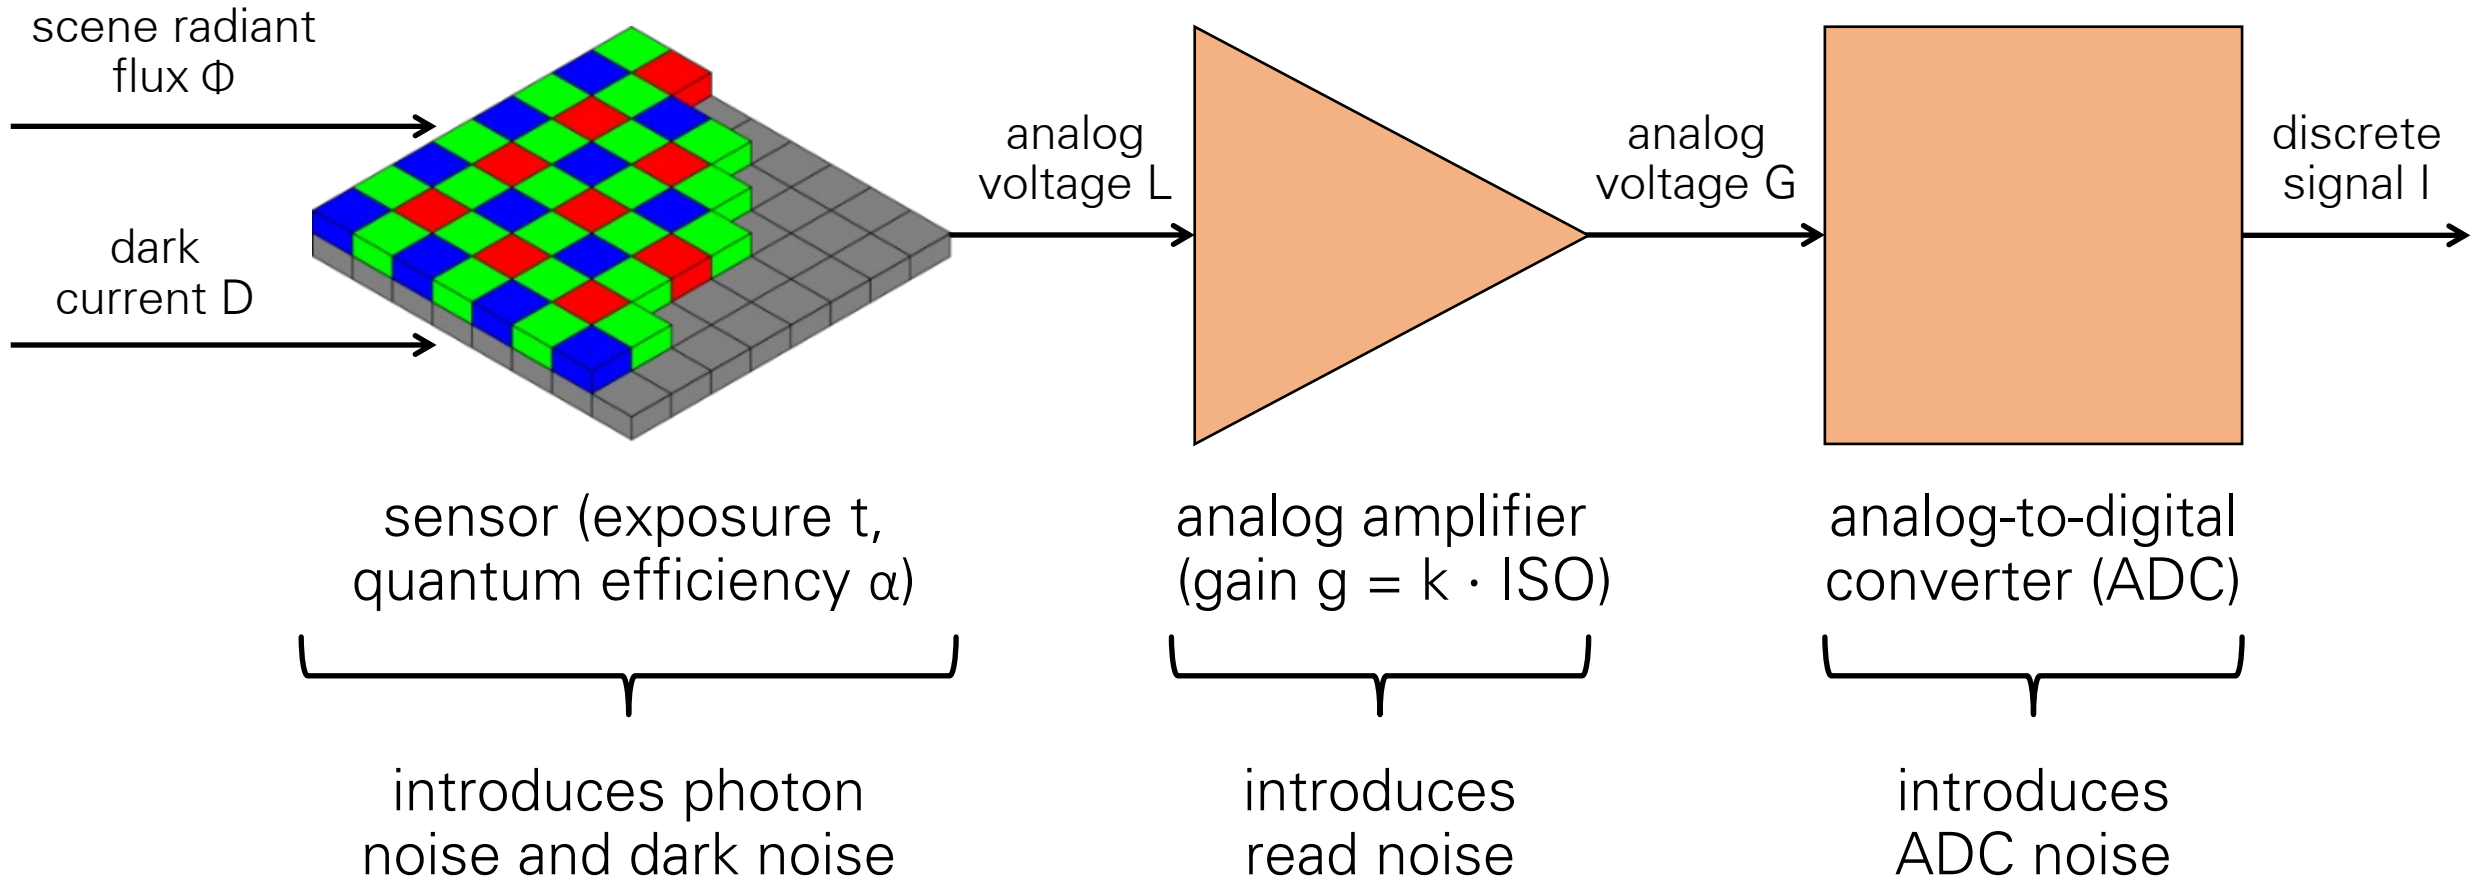 scene radiant
flux Φ
dark
current D
analog
voltage L
analog
voltage G
discrete
signal I
sensor (exposure t,
quantum efficiency α)
analog amplifier
(gain g = k · ISO)
analog-to-digital
converter (ADC)
introduces photon
noise and dark noise
introduces
read noise
introduces
ADC noise